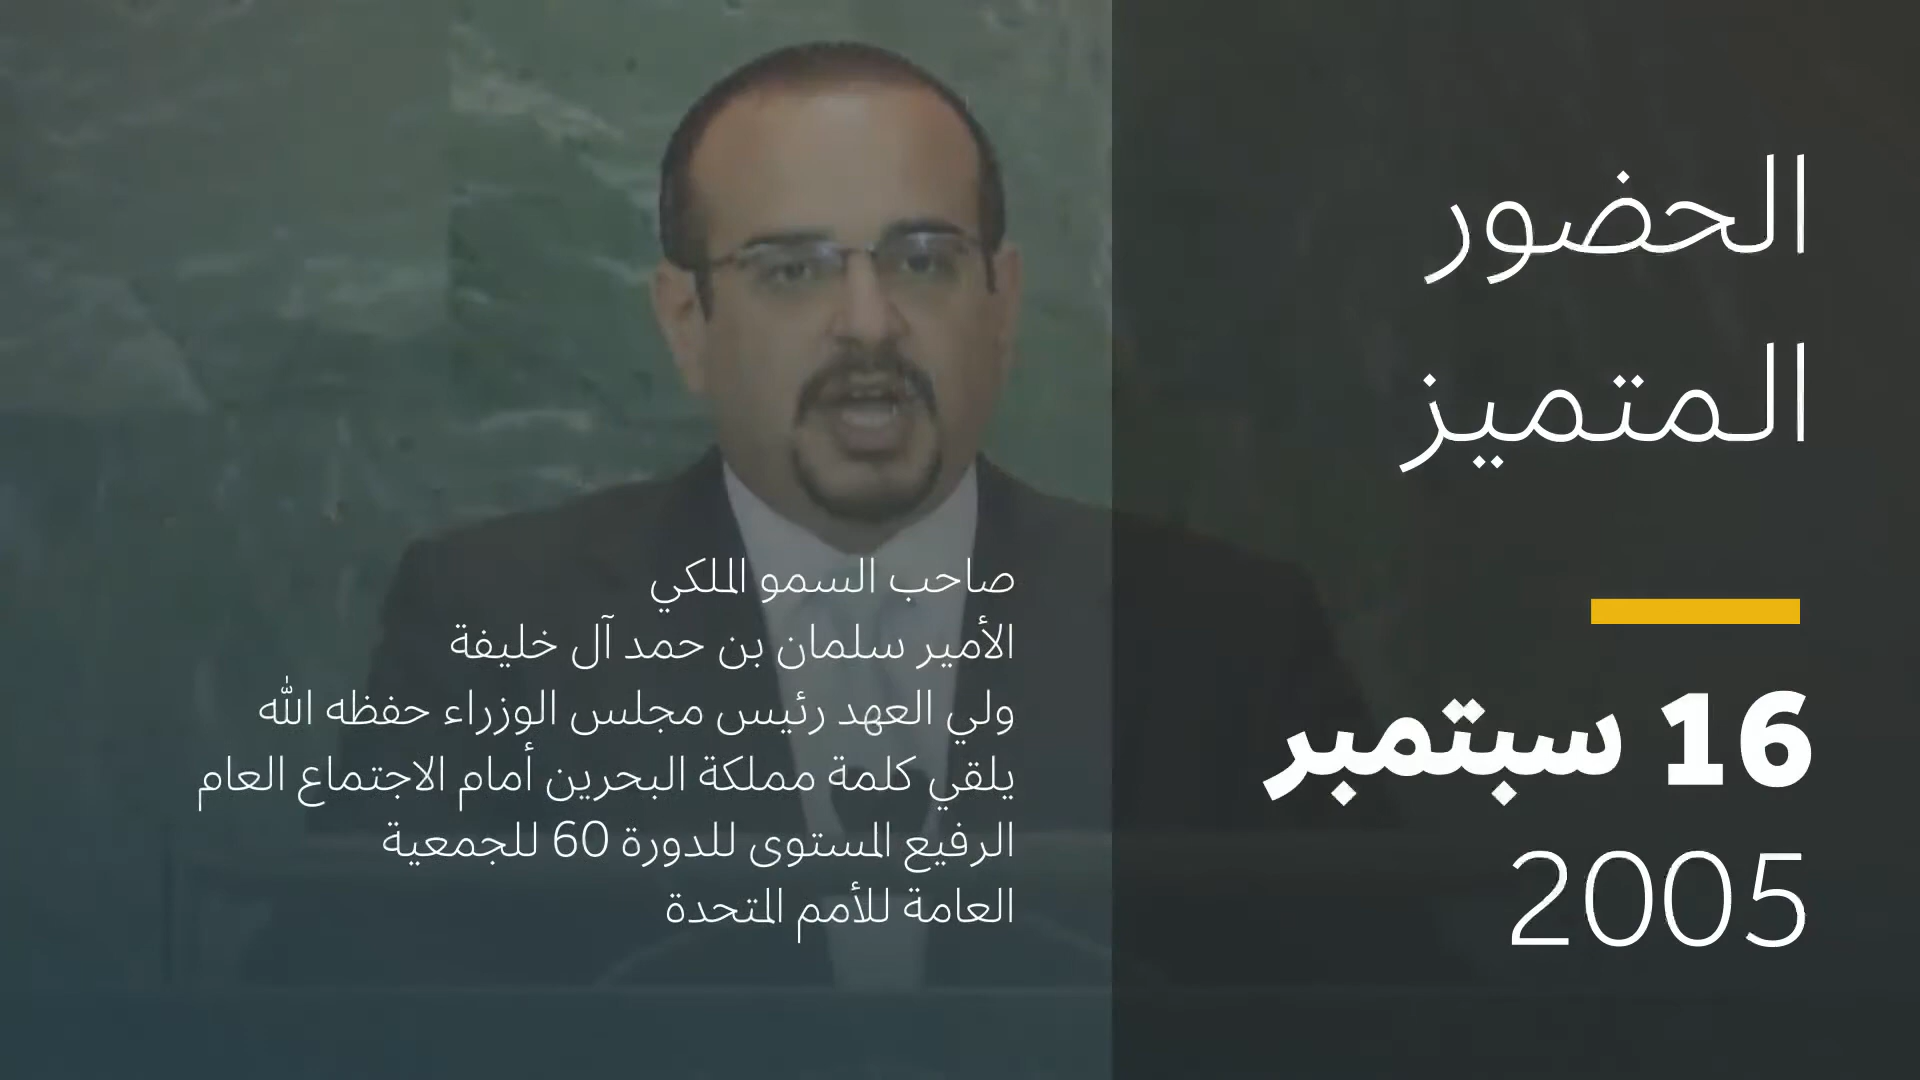 الحضور
المتميز
16 سبتمبر
2005
صاحب السمو الملكي
الأمير سلمان بن حمد آل خليفة
ولي العهد رئيس مجلس الوزراء حفظه الله
يلقي كلمة مملكة البحرين أمام الاجتماع العام
الرفيع المستوى للدورة 60 للجمعية
العامة للأمم المتحدة